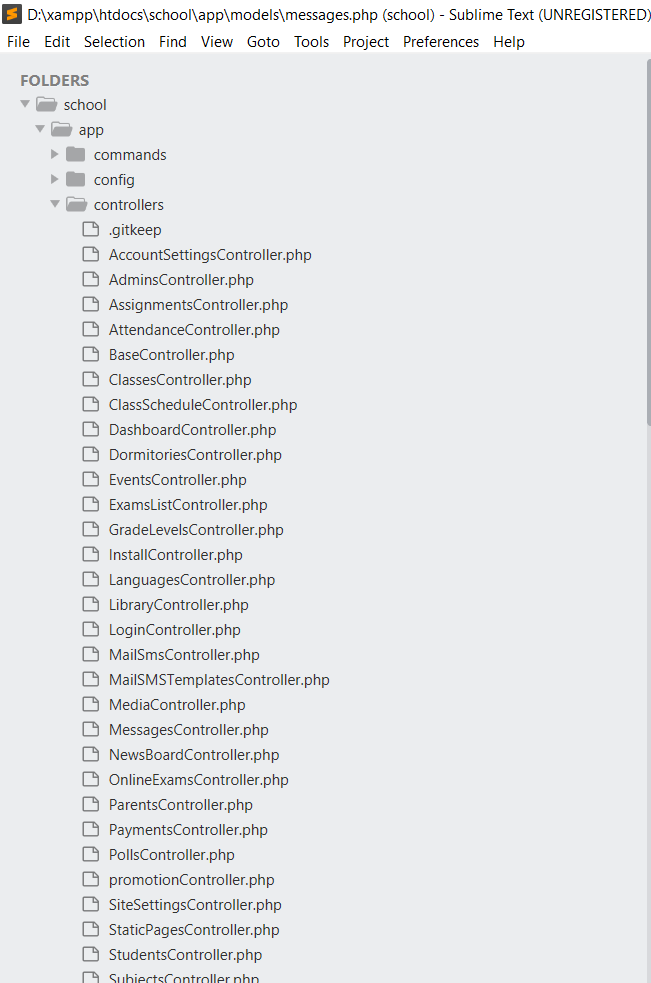 D:\xampp\htdocs\school\app\models\messages.php (school) - Sublime Text (UNREGISTERED)
File Edit Selection Find View Goto Tools Project Preferences Help
FOLDERS
school
app
commands
config
controllers
.gitkeep
AccountSettingsController.php
AdminsController.php
AssignmentsController.php
AttendanceController.php
BaseController.php
ClassesController.php
ClassScheduleController.php
DashboardController.php
DormitoriesController.php
EventsController.php
ExamsListController.php
GradeLevelsController.php
InstallController.php
LanguagesController.php
LibraryController.php
LoginController.php
MailSmsController.php
MailSMSTemplatesController.php
MediaController.php
MessagesController.php
NewsBoardController.php
OnlineExamsController.php
ParentsController.php
PaymentsController.php
PollsController.php
promotionController.php
SiteSettingsController.php
StaticPagesController.php
StudentsController.php
SubjectsController.php